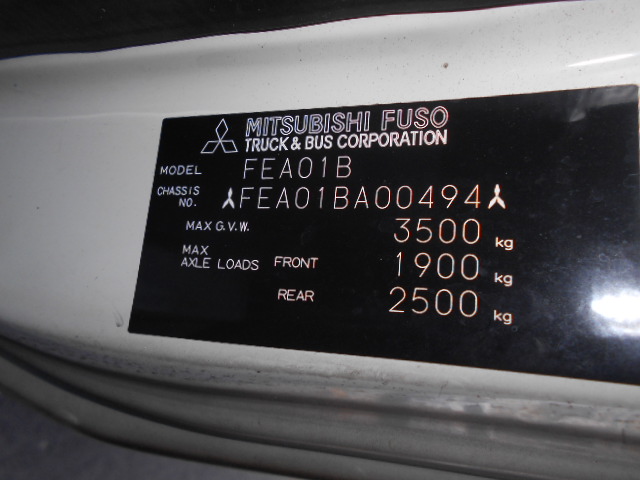 MITSUBISHI FUSO
TRUCK & BUS CORPORATION
MODEL FEA01B
CHASSIS NO. FEA01BA00494
MAX G.V.W. 3500 kg
MAX AXLE LOADS FRONT 1900 kg
REAR 2500 kg